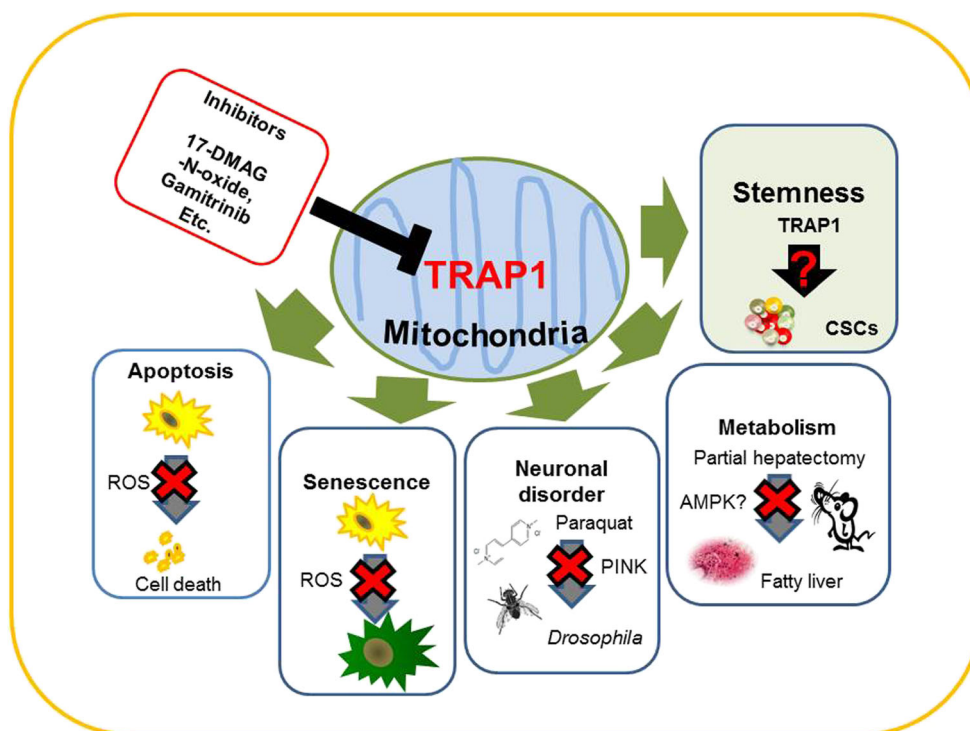 Inhibitors
17-DMAG
-N-oxide,
Gamitrinib
Etc.
TRAP1
Mitochondria
Stemness
TRAP1
?
CSCs
Apoptosis
ROS
Cell death
Senescence
ROS
Neuronal
disorder
Paraquat
PINK
Drosophila
Metabolism
Partial hepatectomy
AMPK?
Fatty liver